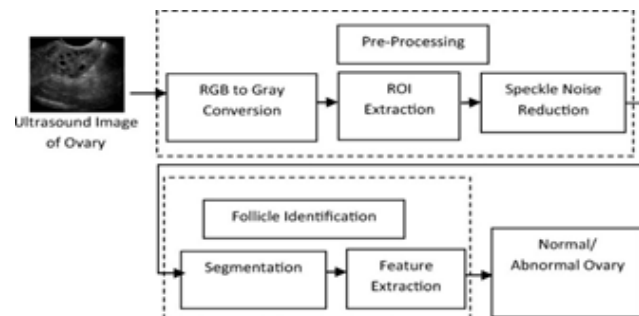 Pre-Processing
Ultrasound Image
of Ovary
RGB to Gray
Conversion
ROI
Extraction
Speckle Noise
Reduction
Follicle Identification
Segmentation
Feature
Extraction
Normal/
Abnormal Ovary